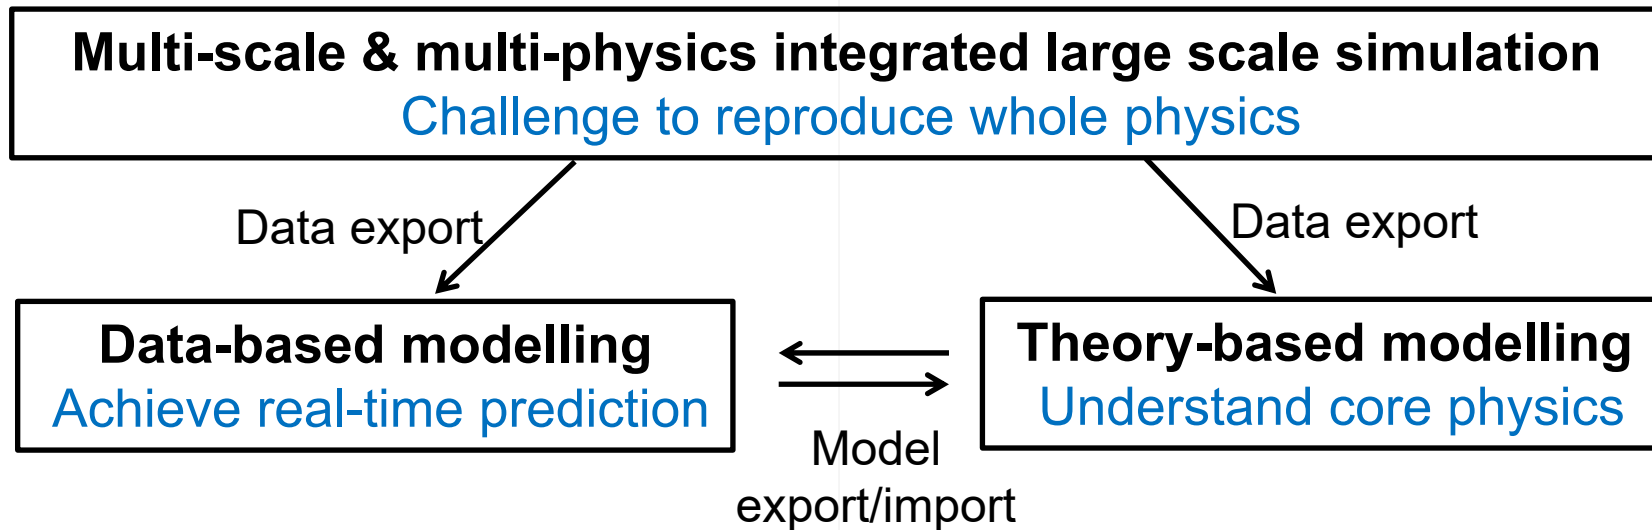 Multi-scale & multi-physics integrated large scale simulation
Challenge to reproduce whole physics
Data export
Data export
Data-based modelling
Achieve real-time prediction
Theory-based modelling
Understand core physics
Model
export/import